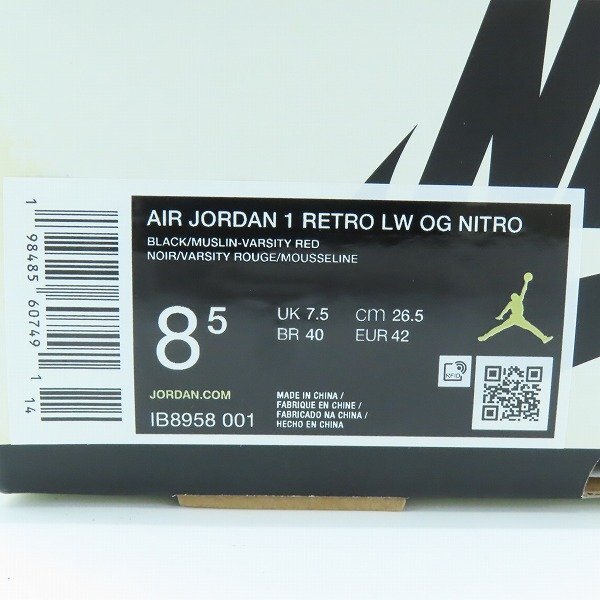 AIR JORDAN 1 RETRO LW OG NITRO
BLACK/MUSLIN-VARSITY RED
NOIR/VARSITY ROUGE/MOUSSELINE
8 5
UK 7.5 cm 26.5
BR 40 EUR 42
JORDAN.COM
IB8958 001
MADE IN CHINA /
FABRIQUE EN CHINE /
FABRICADO NA CHINA /
HECHO EN CHINA
RFID
1 98485 60749 1 14